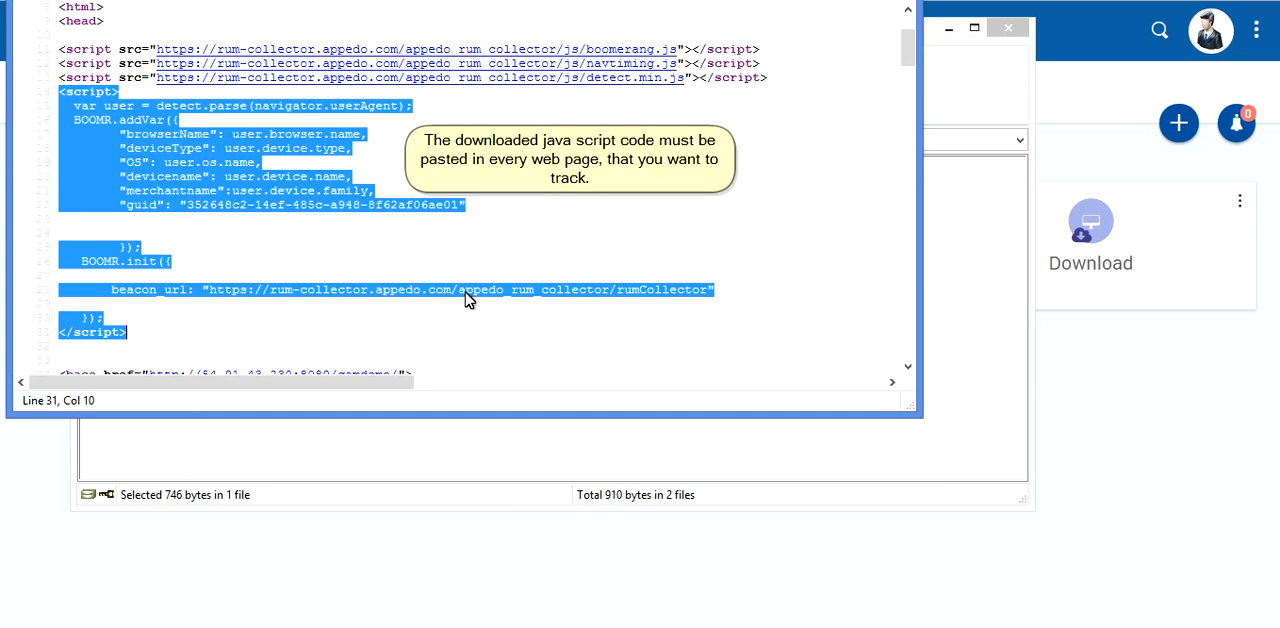 <html>
<head>
<script src="https://rum-collector.appedo.com/appedo_rum_collector/js/boomerang.js"></script>
<script src="https://rum-collector.appedo.com/appedo_rum_collector/js/navtiming.js"></script>
<script src="https://rum-collector.appedo.com/appedo_rum_collector/js/detect.min.js"></script>
<script>
var user = detect.parse(navigator.userAgent);
BOOMR.addVar({
"browserName": user.browser.name,
"deviceType": user.device.type,
"OS": user.os.name,
"devicename": user.device.name,
"merchantname":user.device.family,
"guid": "352648c2-14ef-485c-a948-8f62af06ae01"
});
BOOMR.init({
beacon_url: "https://rum-collector.appedo.com/appedo_rum_collector/rumCollector"
});
</script>
The downloaded java script code must be
pasted in every web page, that you want to
track.
Line 31, Col 10
0
Download
Selected 746 bytes in 1 file
Total 910 bytes in 2 files